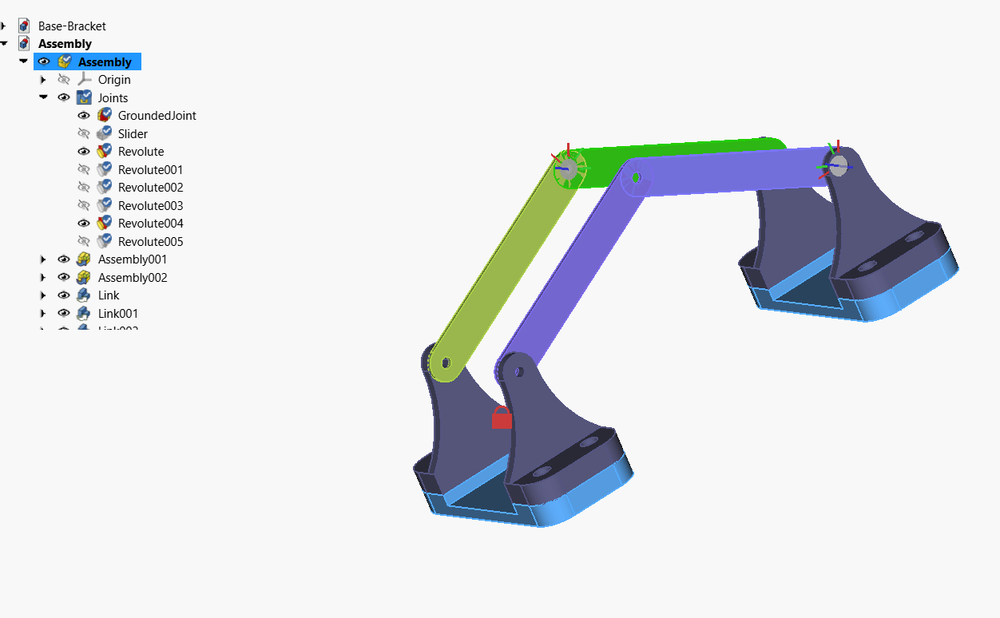 Base-Bracket
Assembly
Assembly
Origin
Joints
GroundedJoint
Slider
Revolute
Revolute001
Revolute002
Revolute003
Revolute004
Revolute005
Assembly001
Assembly002
Link
Link001